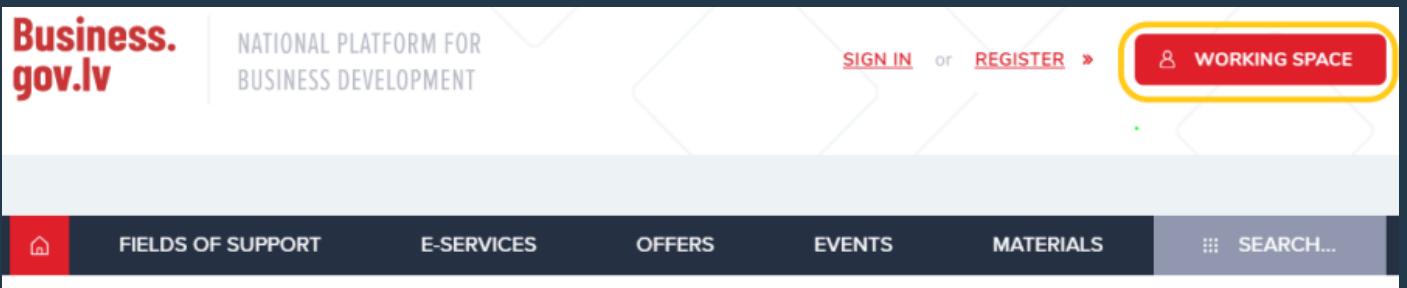 Business.
gov.lv
NATIONAL PLATFORM FOR
BUSINESS DEVELOPMENT
SIGN IN or REGISTER »
WORKING SPACE
FIELDS OF SUPPORT
E-SERVICES
OFFERS
EVENTS
MATERIALS
SEARCH...